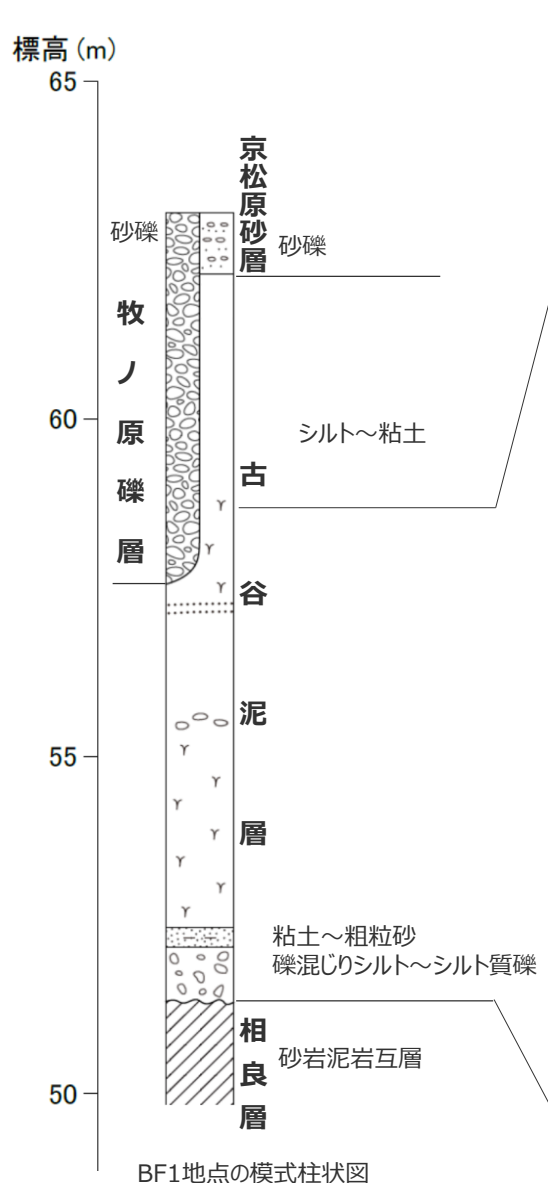 標高(m)
65
京松原砂層
砂礫
砂礫
牧ノ原礫層
60
シルト～粘土
古谷泥層
55
粘土～粗粒砂
礫混じりシルト～シルト質礫
相良層
砂岩泥岩互層
50
BF1地点の模式柱状図